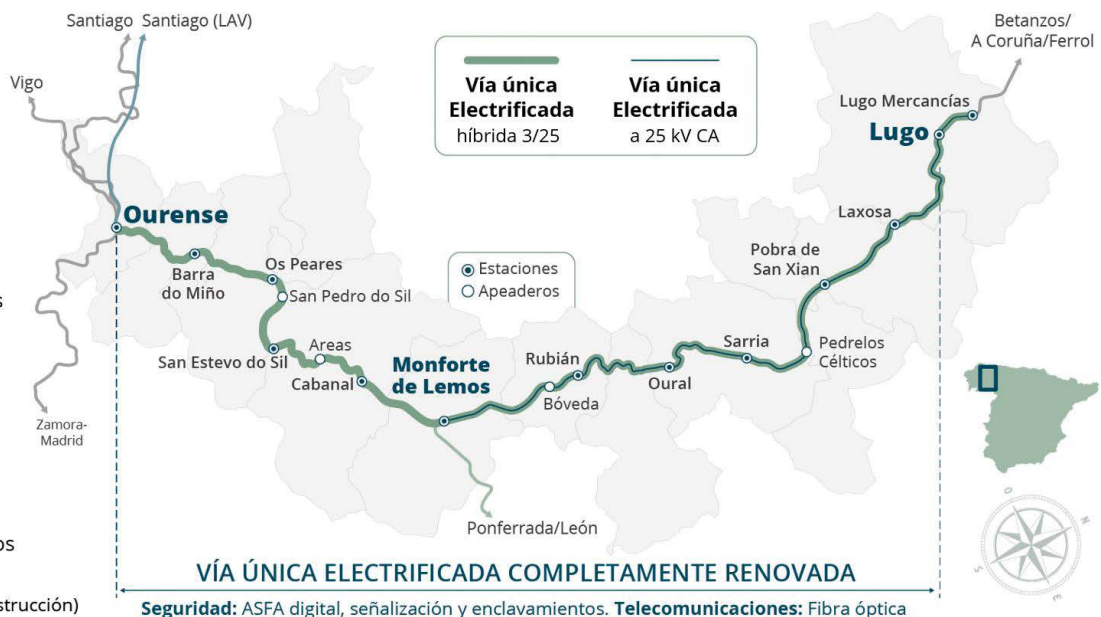 Santiago
Santiago (LAV)
Betanzos/
A Coruña/Ferrol
Vigo
Vía única
Electrificada
híbrida 3/25
Vía única
Electrificada
a 25 kV CA
Lugo Mercancías
Lugo
Ourense
Laxosa
Barra
do Miño
Os Peares
San Pedro do Sil
Estaciones
Apeaderos
Pobra de
San Xian
s
San Estevo do Sil
Areas
Cabanal
Monforte
de Lemos
Rubián
Bóveda
Oural
Sarria
Pedrelos
Célticos
Zamora-
Madrid
Ponferrada/León
O
N
S
E
os
VÍA ÚNICA ELECTRIFICADA COMPLETAMENTE RENOVADA
strucción)
Seguridad: ASFA digital, señalización y enclavamientos. Telecomunicaciones: Fibra óptica